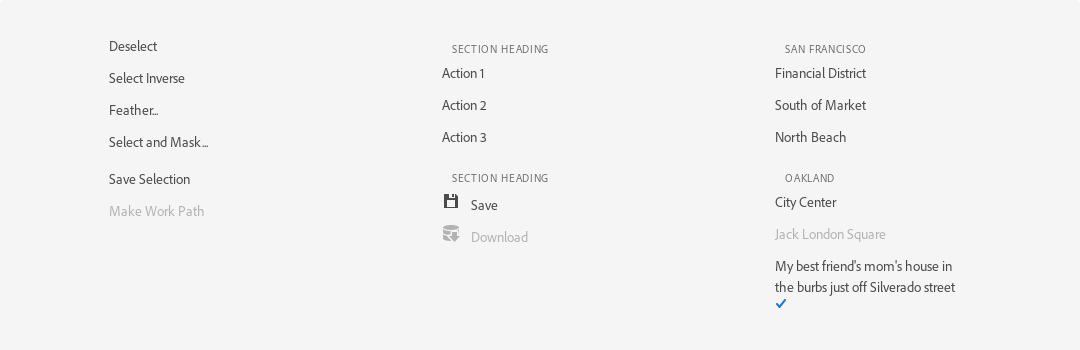 Deselect
Select Inverse
Feather...
Select and Mask...
Save Selection
Make Work Path
SECTION HEADING
Action 1
Action 2
Action 3
SECTION HEADING
Save
Download
SAN FRANCISCO
Financial District
South of Market
North Beach
OAKLAND
City Center
Jack London Square
My best friend's mom's house in
the burbs just off Silverado street